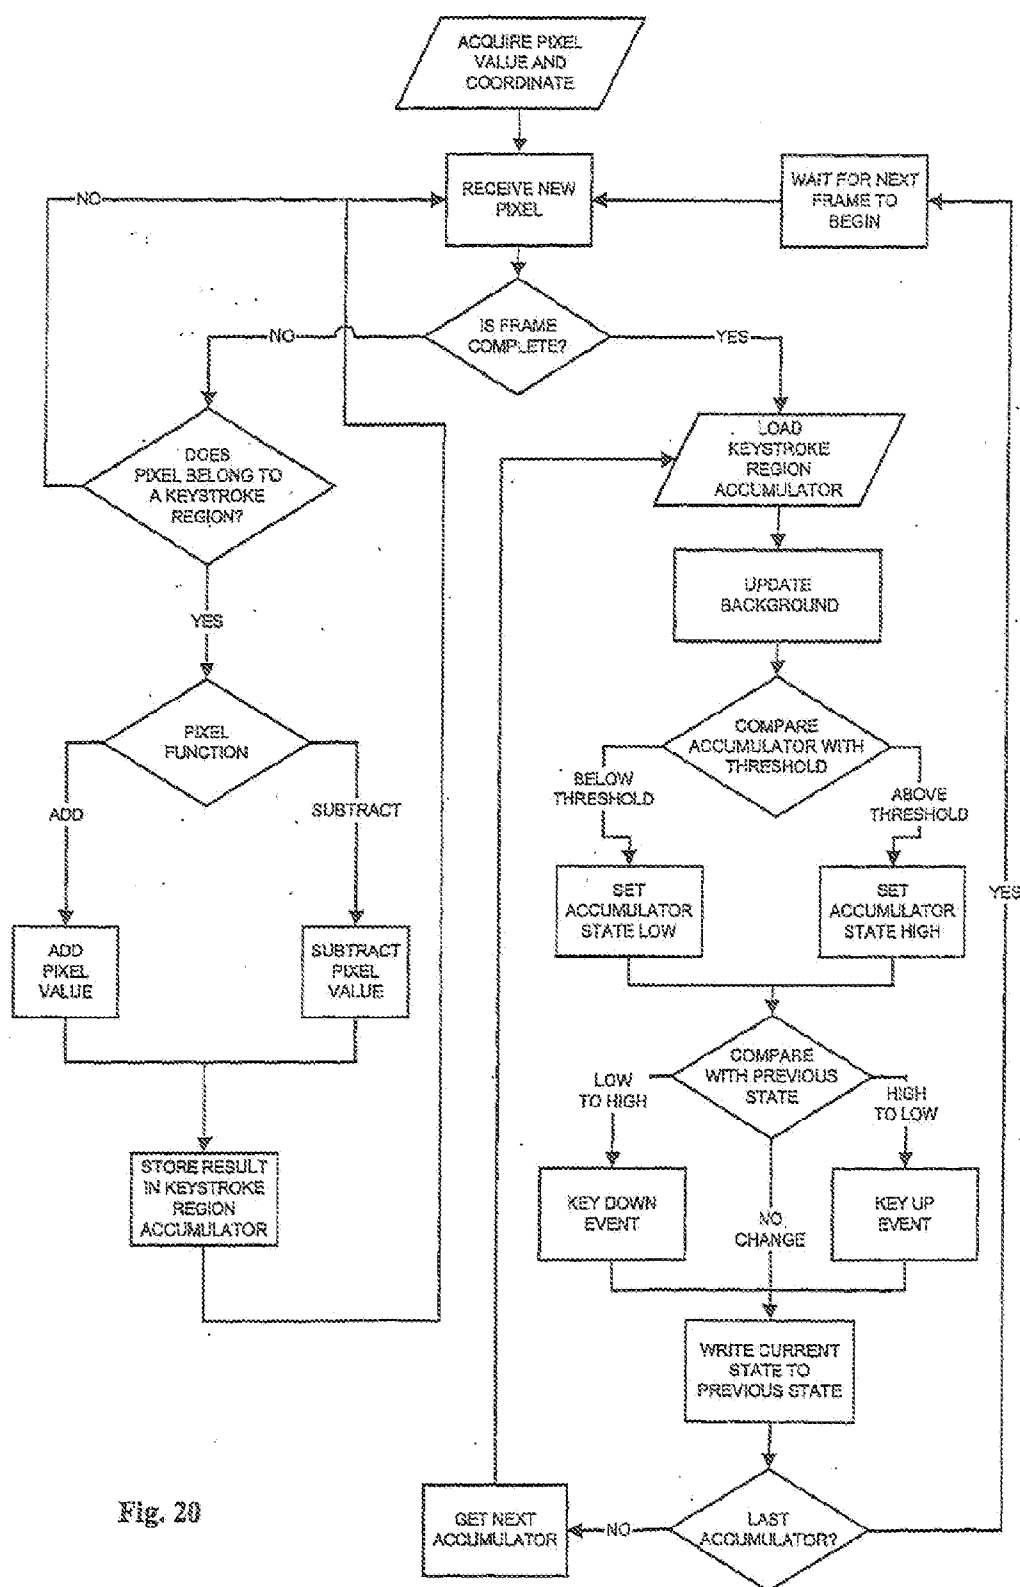 ACQUIRE PIXEL
VALUE AND
COORDINATE
RECEIVE NEW
PIXEL
WAIT FOR NEXT
FRAME TO
BEGIN
NO
IS FRAME
COMPLETE?
NO
YES
DOES
PIXEL BELONG TO
A KEYSTROKE
REGION?
LOAD
KEYSTROKE
REGION
ACCUMULATOR
UPDATE
BACKGROUND
YES
PIXEL
FUNCTION
COMPARE
ACCUMULATOR WITH
THRESHOLD
ADD
SUBTRACT
BELOW
THRESHOLD
ABOVE
THRESHOLD
SET
ACCUMULATOR
STATE LOW
SET
ACCUMULATOR
STATE HIGH
YES
ADD
PIXEL
VALUE
SUBTRACT
PIXEL
VALUE
COMPARE
WITH PREVIOUS
STATE
LOW
TO HIGH
HIGH
TO LOW
STORE RESULT
IN KEYSTROKE
REGION
ACCUMULATOR
KEY DOWN
EVENT
NO
CHANGE
KEY UP
EVENT
WRITE CURRENT
STATE TO
PREVIOUS STATE
GET NEXT
ACCUMULATOR
NO
LAST
ACCUMULATOR?
Fig. 20